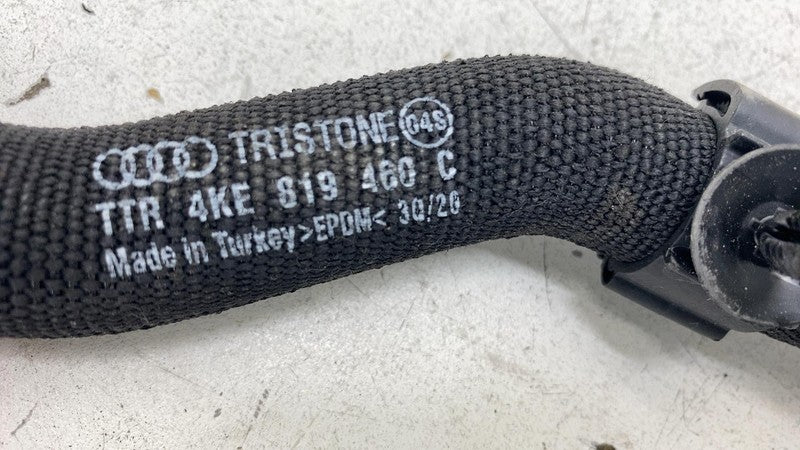 TRISTONE 04S
TTR 4KE 819 460 C
Made in Turkey >EPDM< 30/20